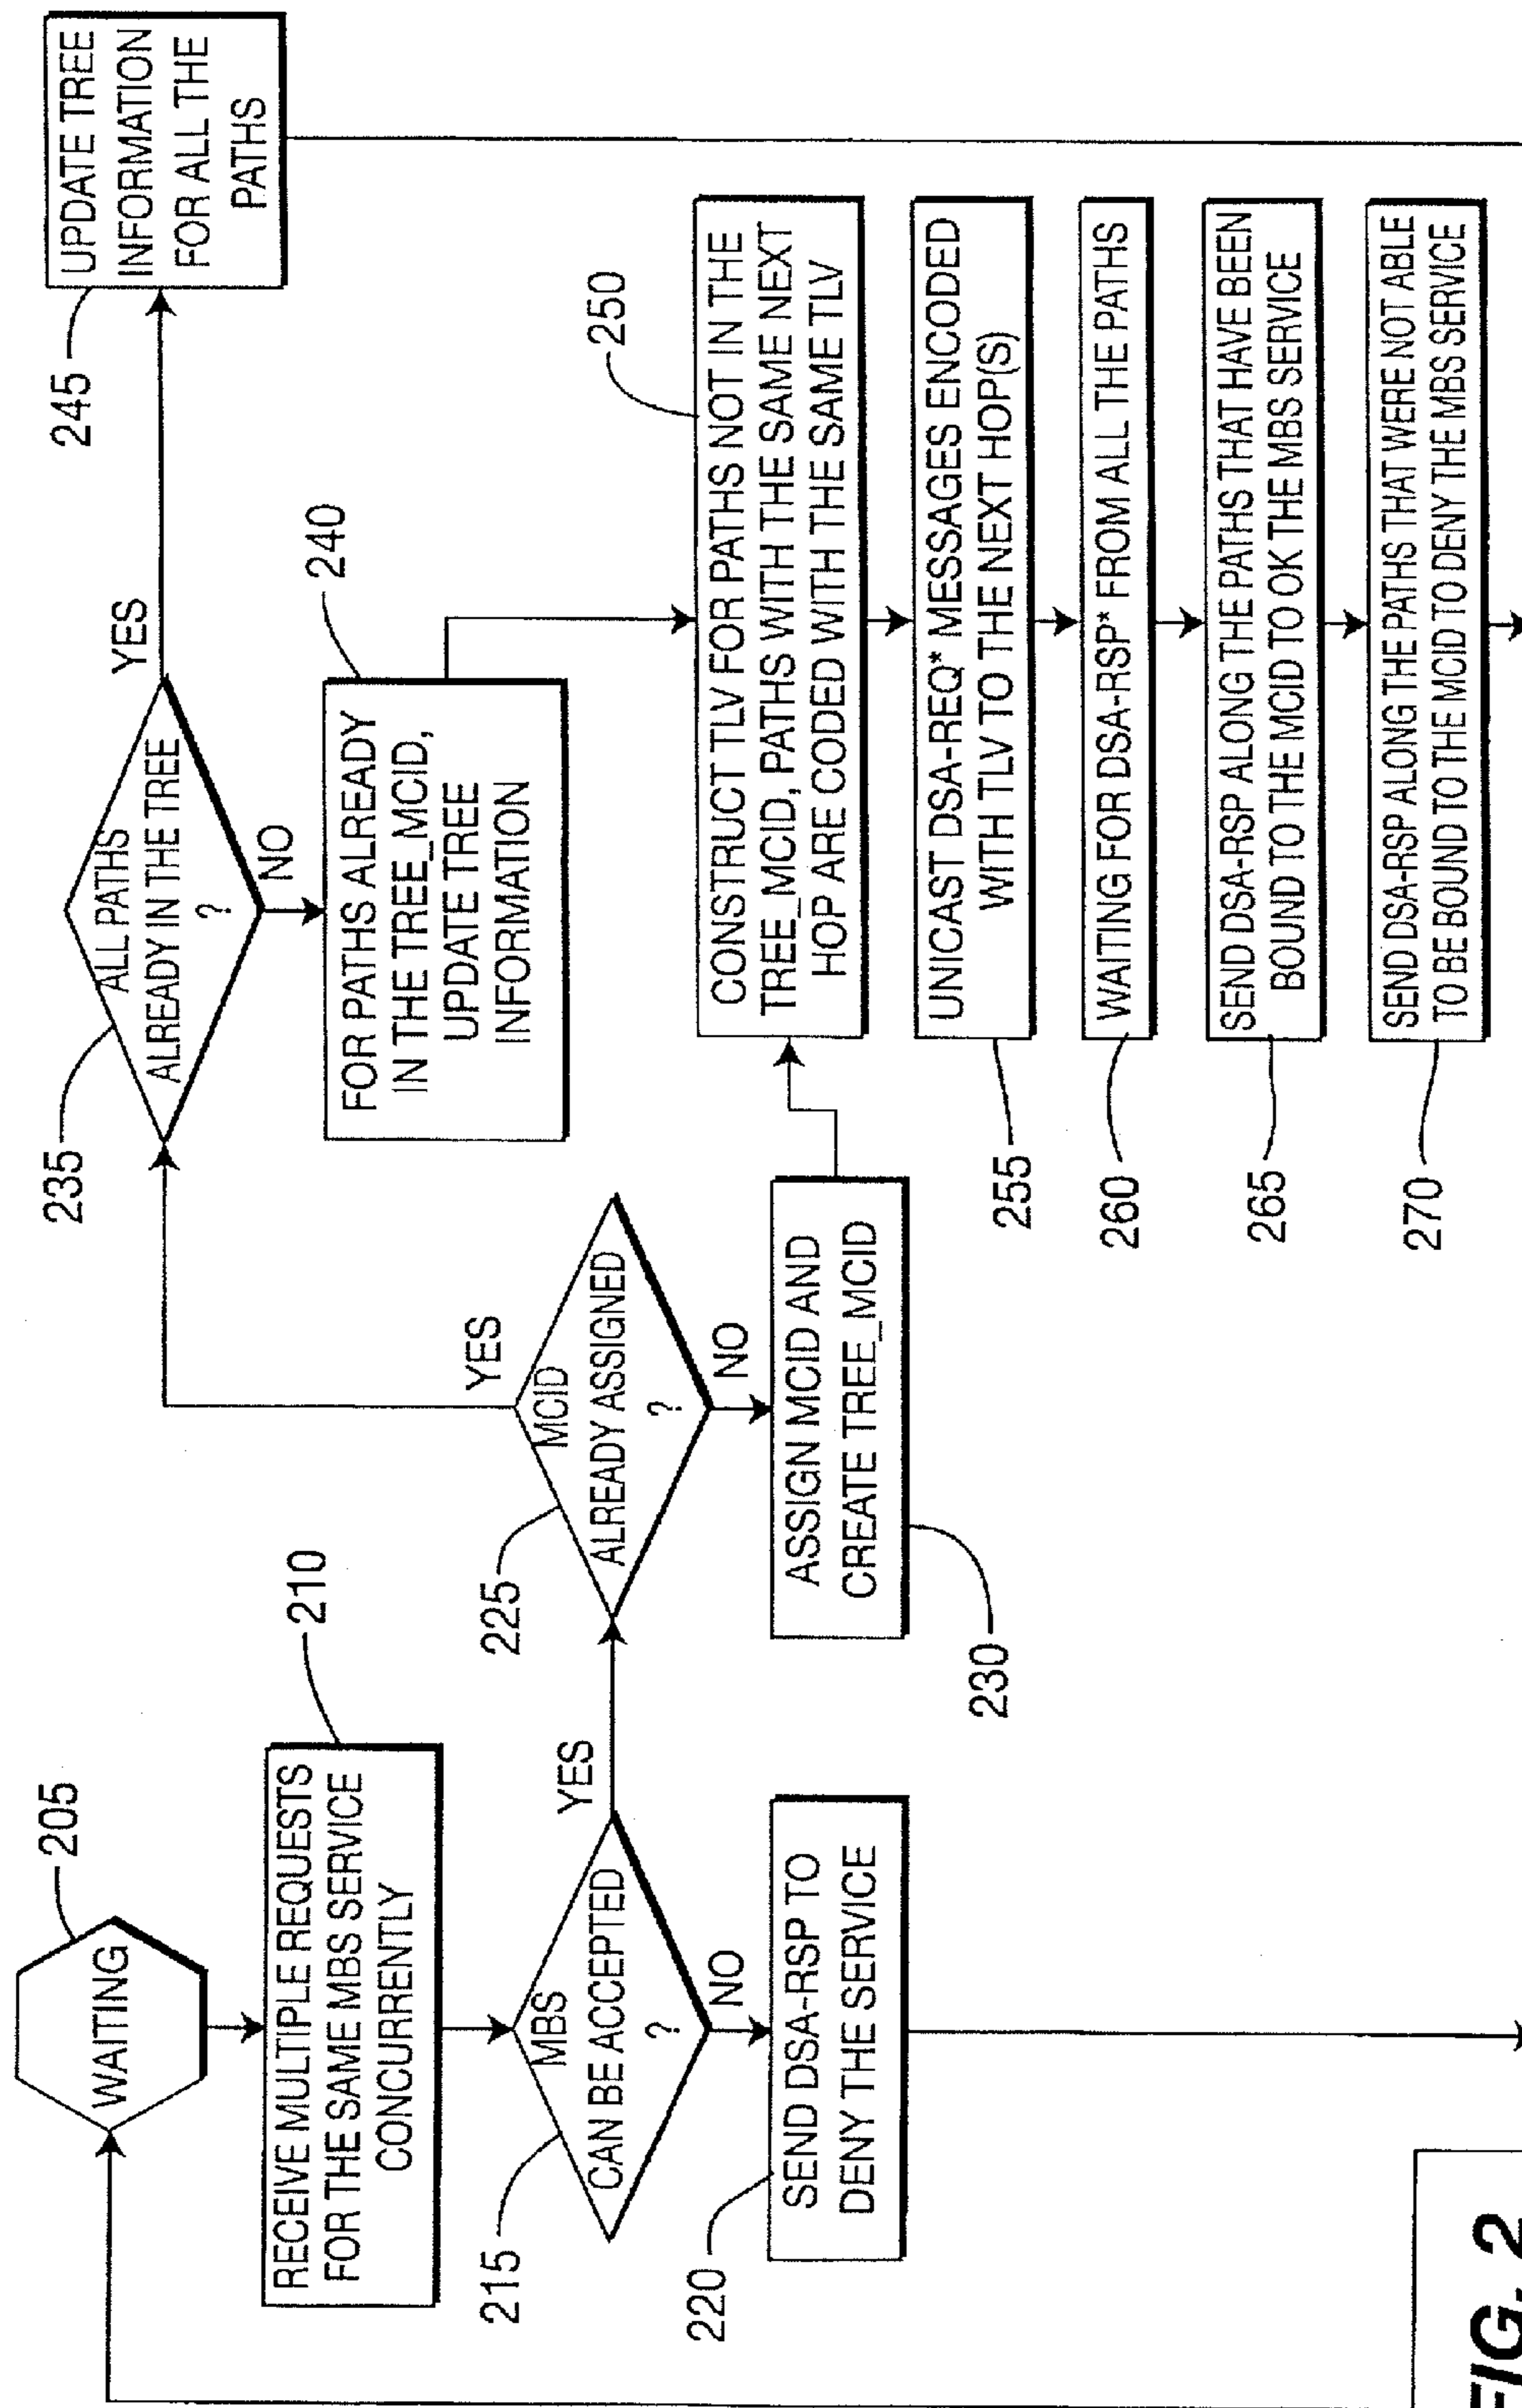 205
WAITING
210
RECEIVE MULTIPLE REQUESTS
FOR THE SAME MBS SERVICE
CONCURRENTLY
215
MBS
CAN BE ACCEPTED
?
YES
NO
220
SEND DSA-RSP TO
DENY THE SERVICE
225
MCID
ALREADY ASSIGNED
?
YES
NO
230
ASSIGN MCID AND
CREATE TREE_MCID
235
ALL PATHS
ALREADY IN THE TREE
?
YES
NO
240
FOR PATHS ALREADY
IN THE TREE_MCID,
UPDATE TREE
INFORMATION
245
UPDATE TREE
INFORMATION
FOR ALL THE
PATHS
250
CONSTRUCT TLV FOR PATHS NOT IN THE
TREE_MCID, PATHS WITH THE SAME NEXT
HOP ARE CODED WITH THE SAME TLV
255
UNICAST DSA-REQ* MESSAGES ENCODED
WITH TLV TO THE NEXT HOP(S)
260
WAITING FOR DSA-RSP* FROM ALL THE PATHS
265
SEND DSA-RSP ALONG THE PATHS THAT HAVE BEEN
BOUND TO THE MCID TO OK THE MBS SERVICE
270
SEND DSA-RSP ALONG THE PATHS THAT WERE NOT ABLE
TO BE BOUND TO THE MCID TO DENY THE MBS SERVICE
FIG. 2